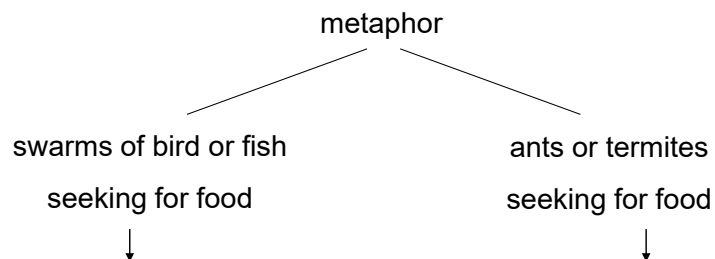 metaphor
swarms of bird or fish
seeking for food
ants or termites
seeking for food